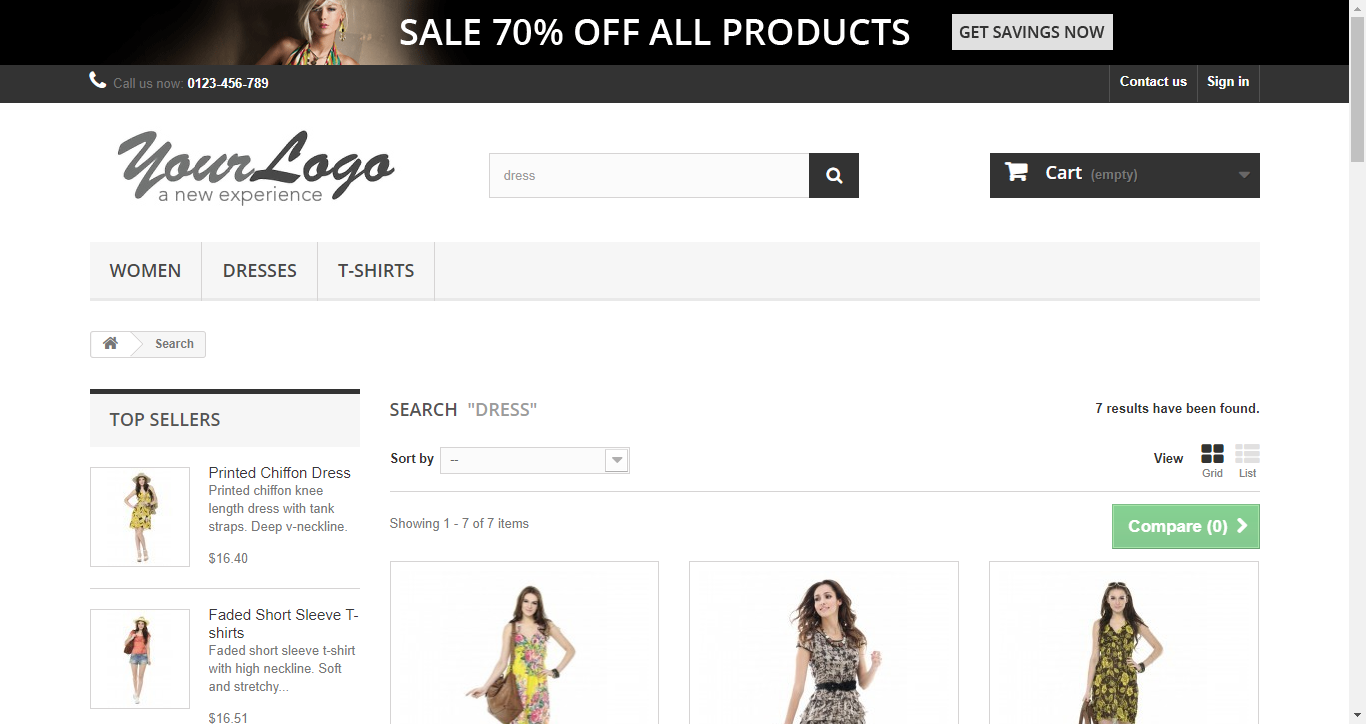 SALE 70% OFF ALL PRODUCTS
GET SAVINGS NOW
Call us now: 0123-456-789
Contact us
Sign in
YourLogo
a new experience
dress
Cart (empty)
WOMEN
DRESSES
T-SHIRTS
Search
TOP SELLERS
Printed Chiffon Dress
Printed chiffon knee
length dress with tank
straps. Deep v-neckline.
$16.40
Faded Short Sleeve T-
shirts
Faded short sleeve t-shirt
with high neckline. Soft
and stretchy...
$16.51
SEARCH "DRESS"
7 results have been found.
Sort by --
View
Grid
List
Showing 1 - 7 of 7 items
Compare (0)